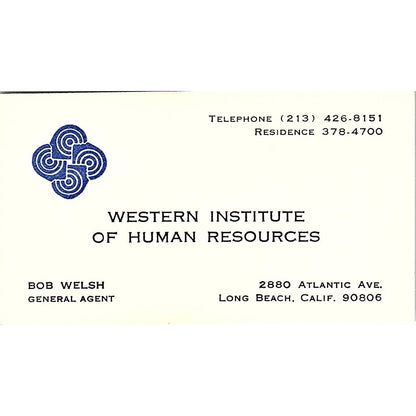 TELEPHONE (213) 426-8151
RESIDENCE 378-4700
WESTERN INSTITUTE
OF HUMAN RESOURCES
BOB WELSH
GENERAL AGENT
2880 ATLANTIC AVE.
LONG BEACH, CALIF. 90806